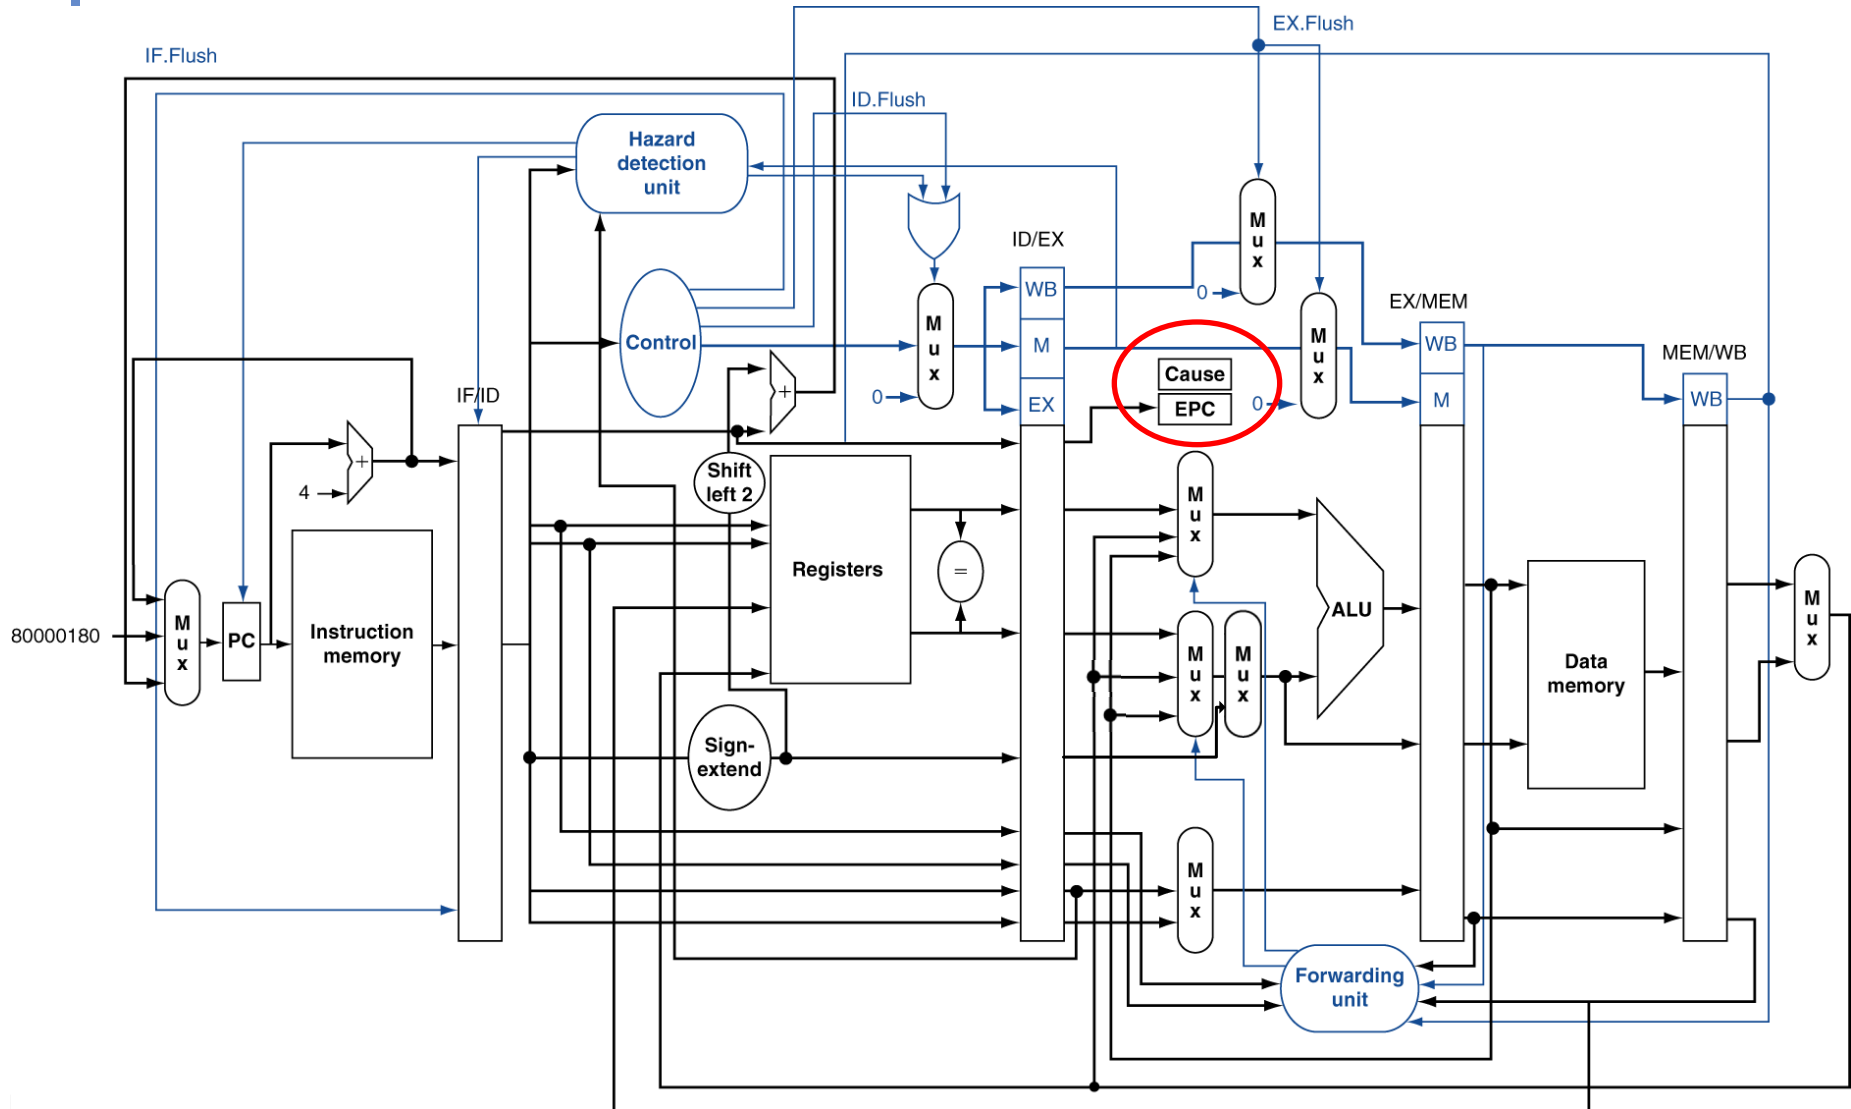 EX.Flush
IF.Flush
ID.Flush
Hazard
detection
unit
M
u
x
ID/EX
WB
0
EX/MEM
M
u
x
Control
M
u
x
M
WB
MEM/WB
Cause
0
EX
EPC
0
M
WB
IF/ID
+
+
4
Shift
left 2
M
u
x
Registers
=
ALU
M
u
x
80000180
PC
Instruction
memory
M
u
x
M
u
x
Data
memory
M
u
x
Sign-
extend
M
u
x
Forwarding
unit